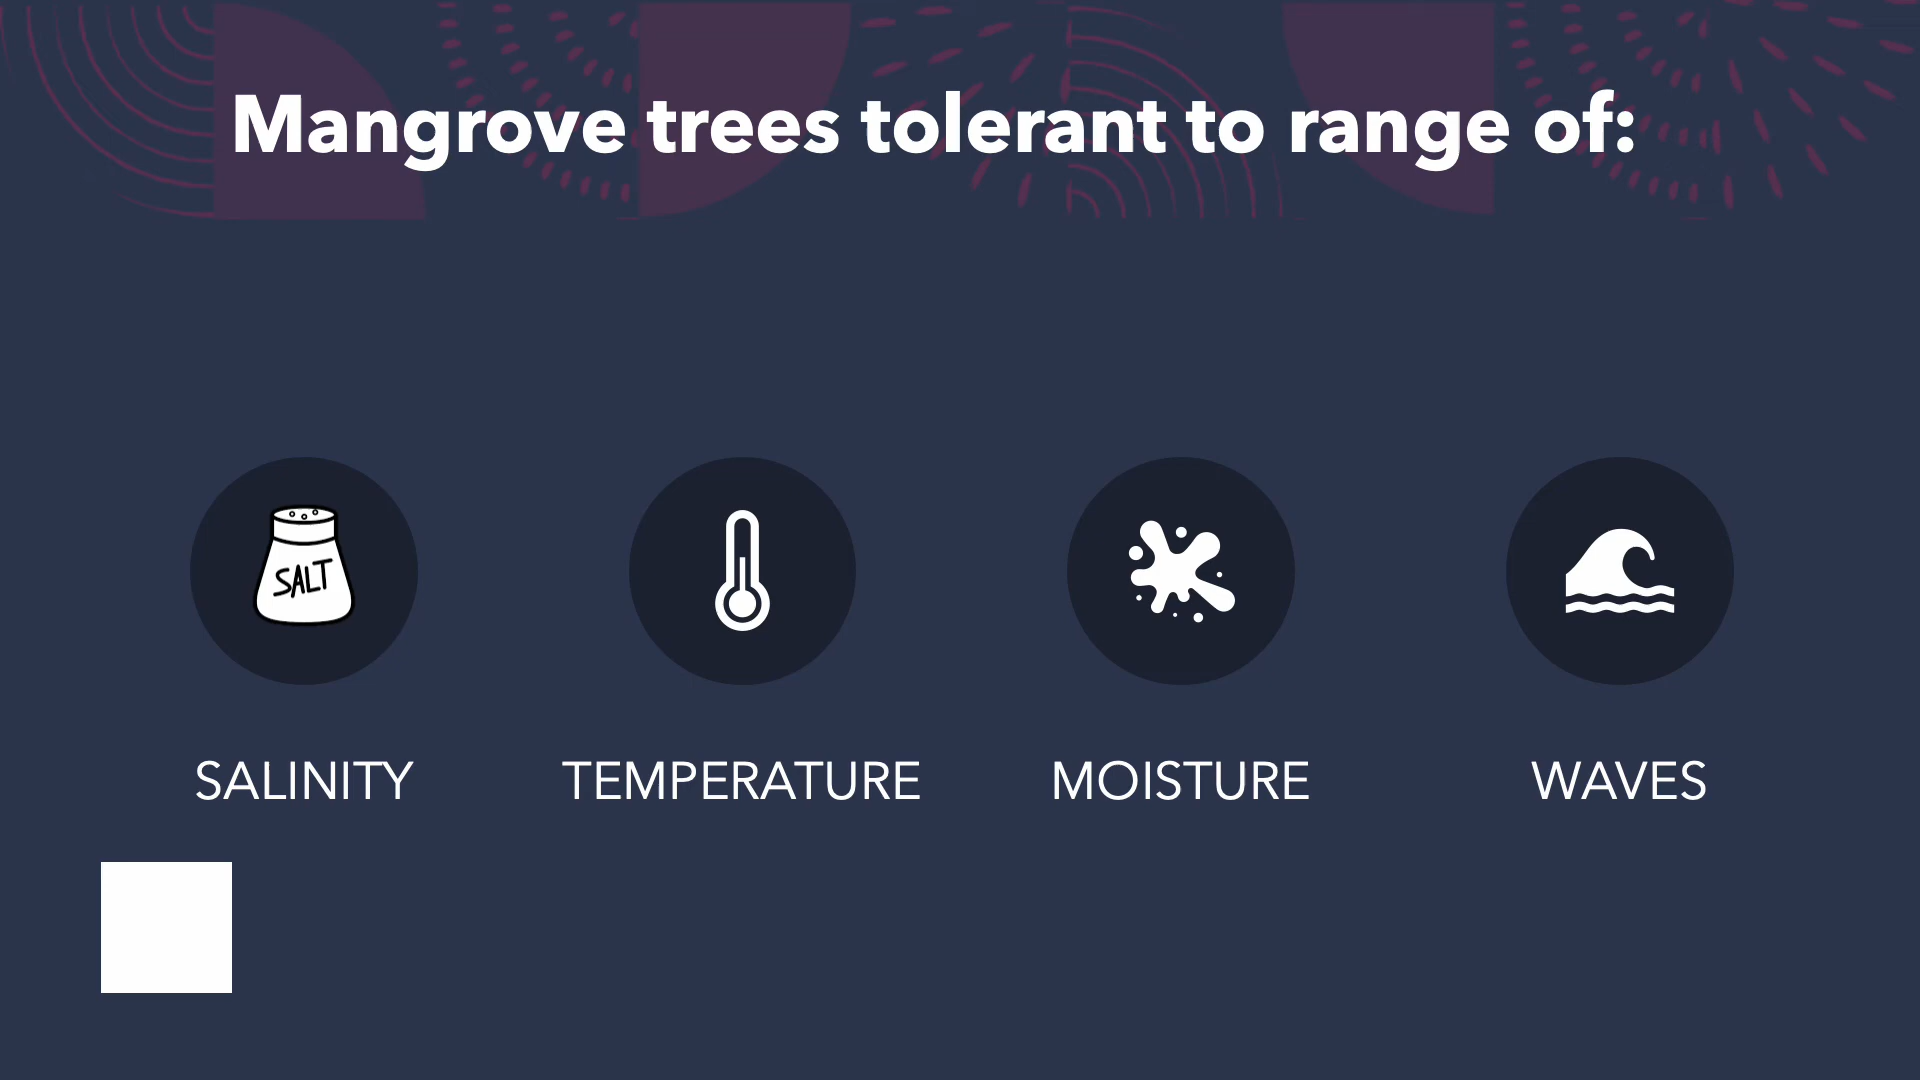 Mangrove trees tolerant to range of:
SALT
SALINITY
TEMPERATURE
MOISTURE
WAVES